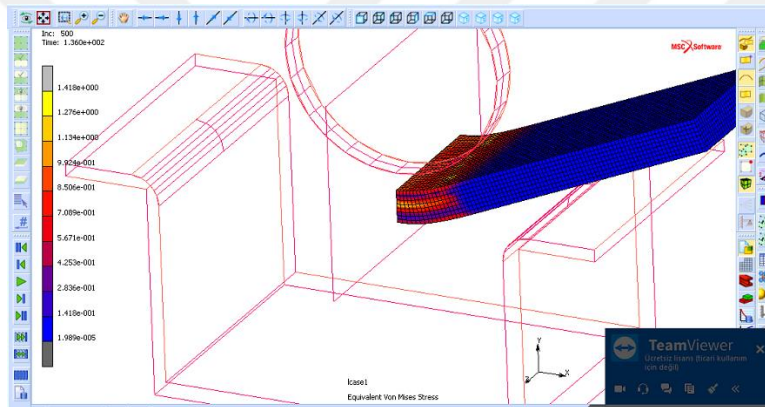 Inc: 500
Time: 1.360e+002
MSC Software
1.418e+000
1.276e+000
1.134e+000
9.924e-001
8.506e-001
7.089e-001
5.671e-001
4.253e-001
2.836e-001
1.418e-001
1.989e-005
Y
Z
X
lcase1
Equivalent Von Mises Stress
TeamViewer
Ücretsiz lisans (ticari kullanım
için değil)